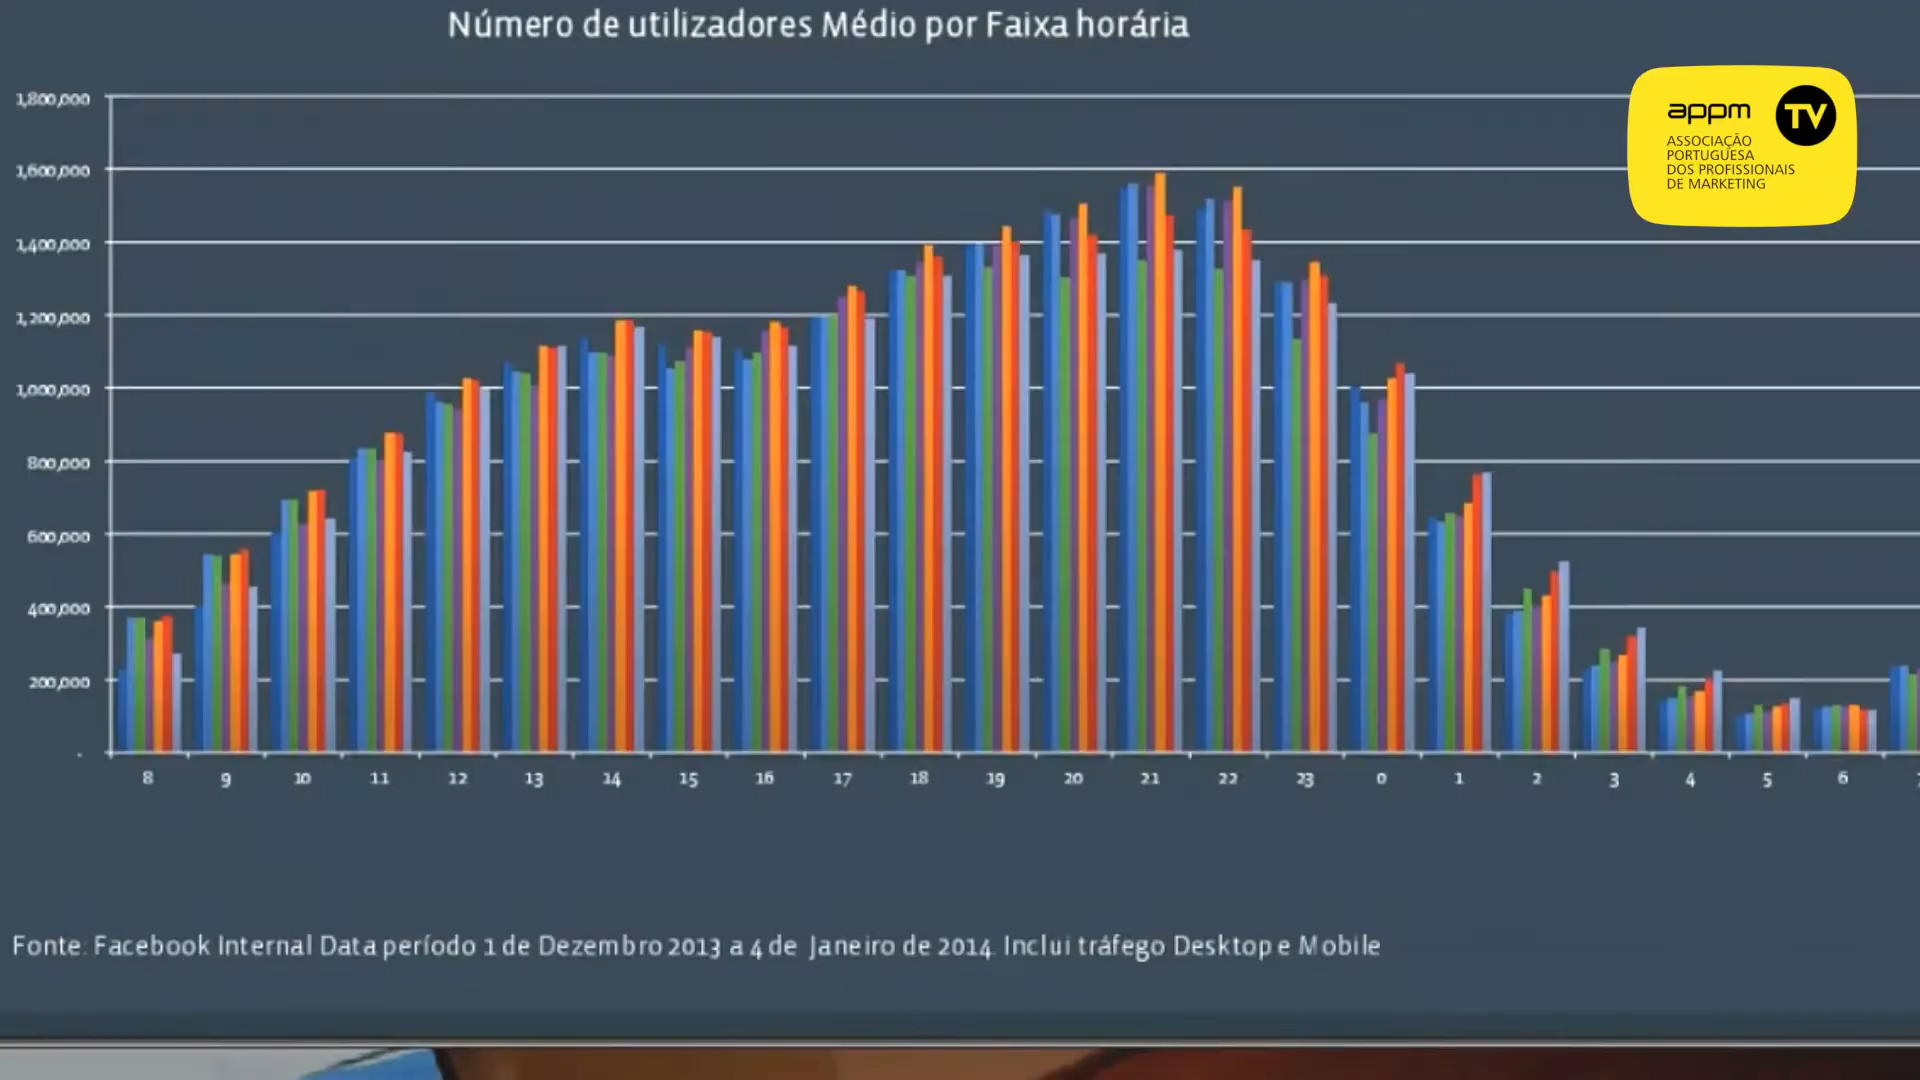 Número de utilizadores Médio por Faixa horária
1,800,000
1,600,000
1,400,000
1,200,000
1,000,000
800,000
600,000
400,000
200,000
-
8 9 10 11 12 13 14 15 16 17 18 19 20 21 22 23 0 1 2 3 4 5 6
Fonte: Facebook Internal Data período 1 de Dezembro 2013 a 4 de Janeiro de 2014. Inclui tráfego Desktop e Mobile
appm TV
ASSOCIAÇÃO
PORTUGUESA
DOS PROFISSIONAIS
DE MARKETING